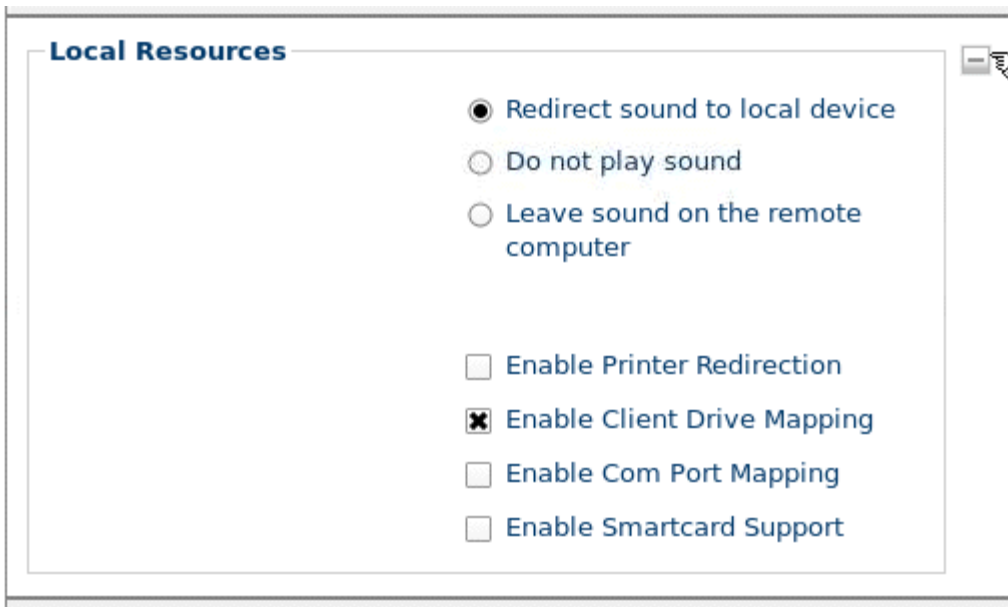 Local Resources
Redirect sound to local device
Do not play sound
Leave sound on the remote
computer
Enable Printer Redirection
Enable Client Drive Mapping
Enable Com Port Mapping
Enable Smartcard Support